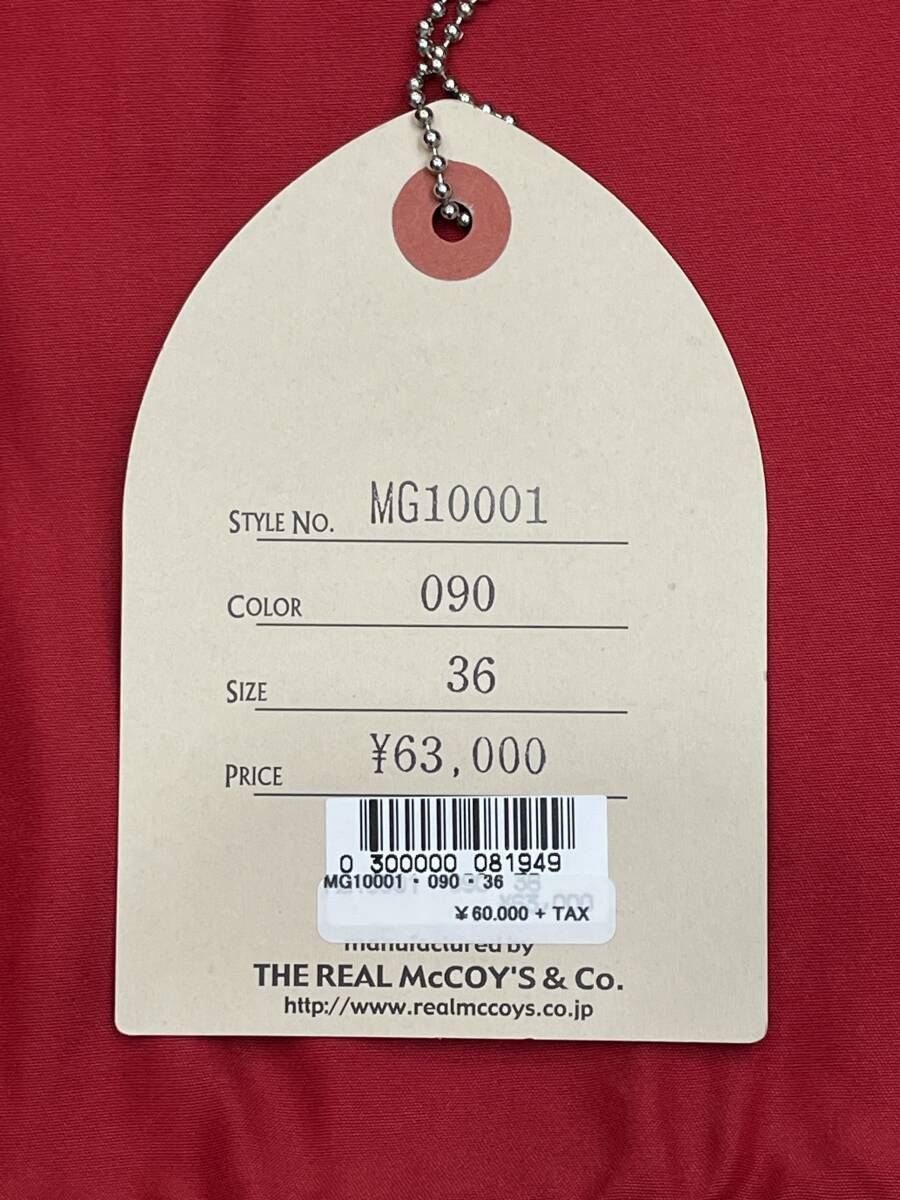 STYLE NO. MG10001
COLOR 090
SIZE 36
PRICE ¥63,000
0 300000 081949
MG10001・090・36
¥60.000 + TAX
manufactured by
THE REAL McCOY'S & Co.
http://www.realmccoys.co.jp